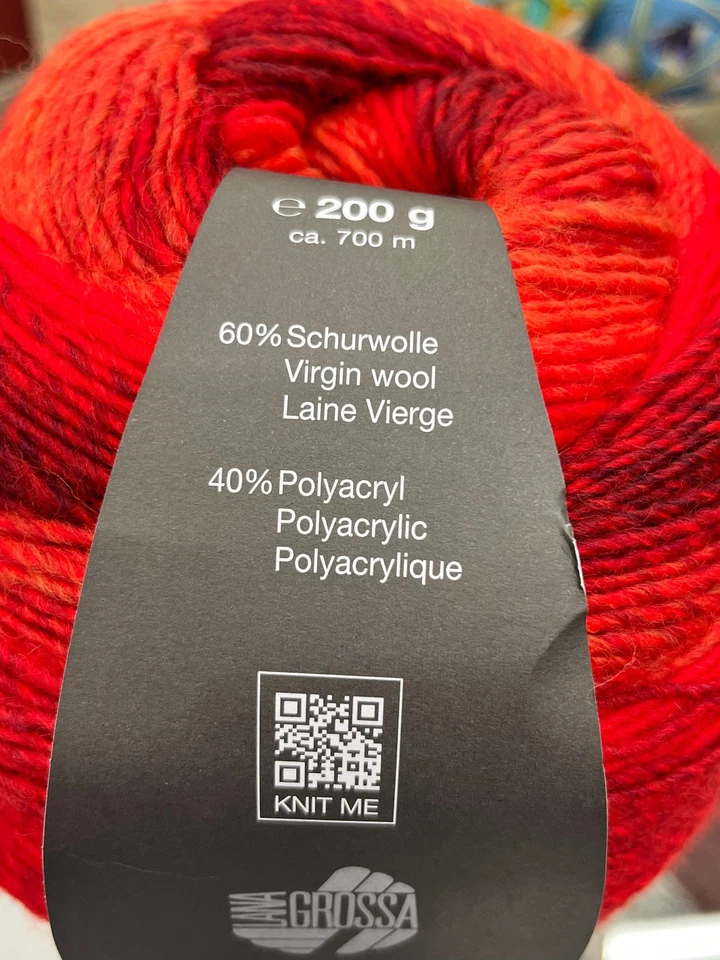 ℮ 200 g
ca. 700 m
60% Schurwolle
Virgin wool
Laine Vierge
40% Polyacryl
Polyacrylic
Polyacrylique
KNIT ME
LANA
GROSSA